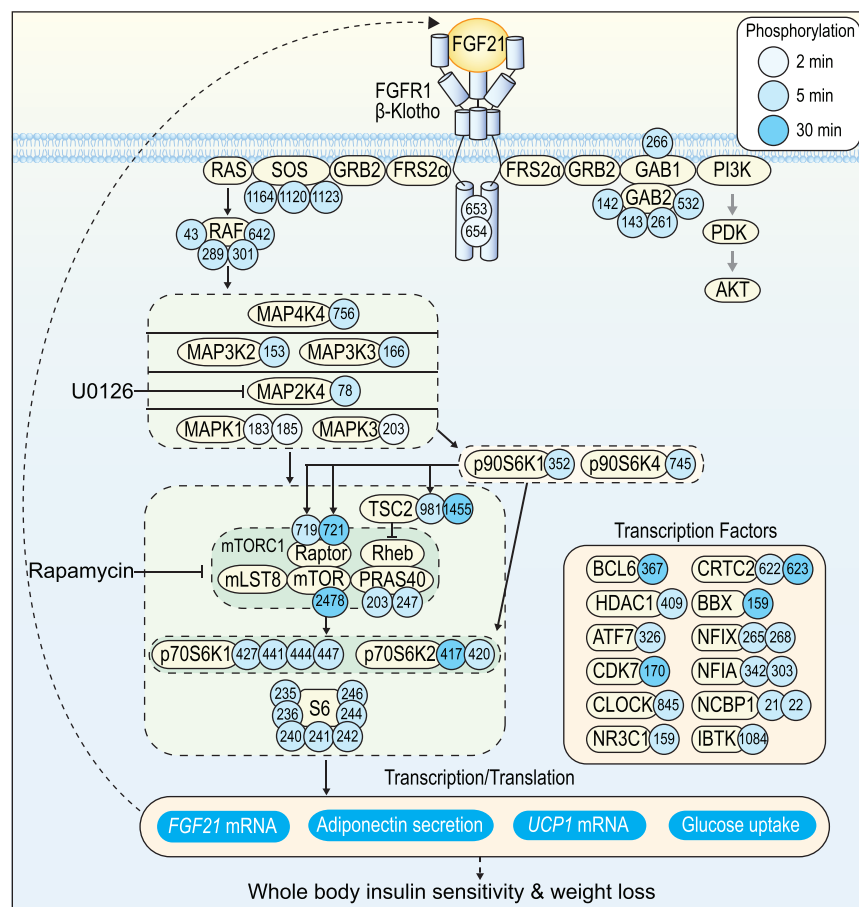 Phosphorylation
2 min
5 min
30 min
FGF21
FGFR1
β-Klotho
266
RAS SOS GRB2 FRS2α FRS2α GRB2 GAB1 PI3K
1164 1120 1123
142 GAB2 532
143 261
653
654
43 RAF 642
289 301
PDK
AKT
MAP4K4 756
MAP3K2 153 MAP3K3 166
U0126
MAP2K4 78
MAPK1 183 185 MAPK3 203
p90S6K1 352 p90S6K4 745
TSC2 981 1455
719 721
mTORC1
Raptor Rheb
Rapamycin
mLST8 mTOR PRAS40
2478 203 247
p70S6K1 427 441 444 447 p70S6K2 417 420
235 S6 246
236 244
240 241 242
Transcription Factors
BCL6 367 CRTC2 622 623
HDAC1 409 BBX 159
ATF7 326 NFIX 265 268
CDK7 170 NFIA 342 303
CLOCK 845 NCBP1 21 22
NR3C1 159 IBTK 1084
Transcription/Translation
FGF21 mRNA Adiponectin secretion UCP1 mRNA Glucose uptake
Whole body insulin sensitivity & weight loss